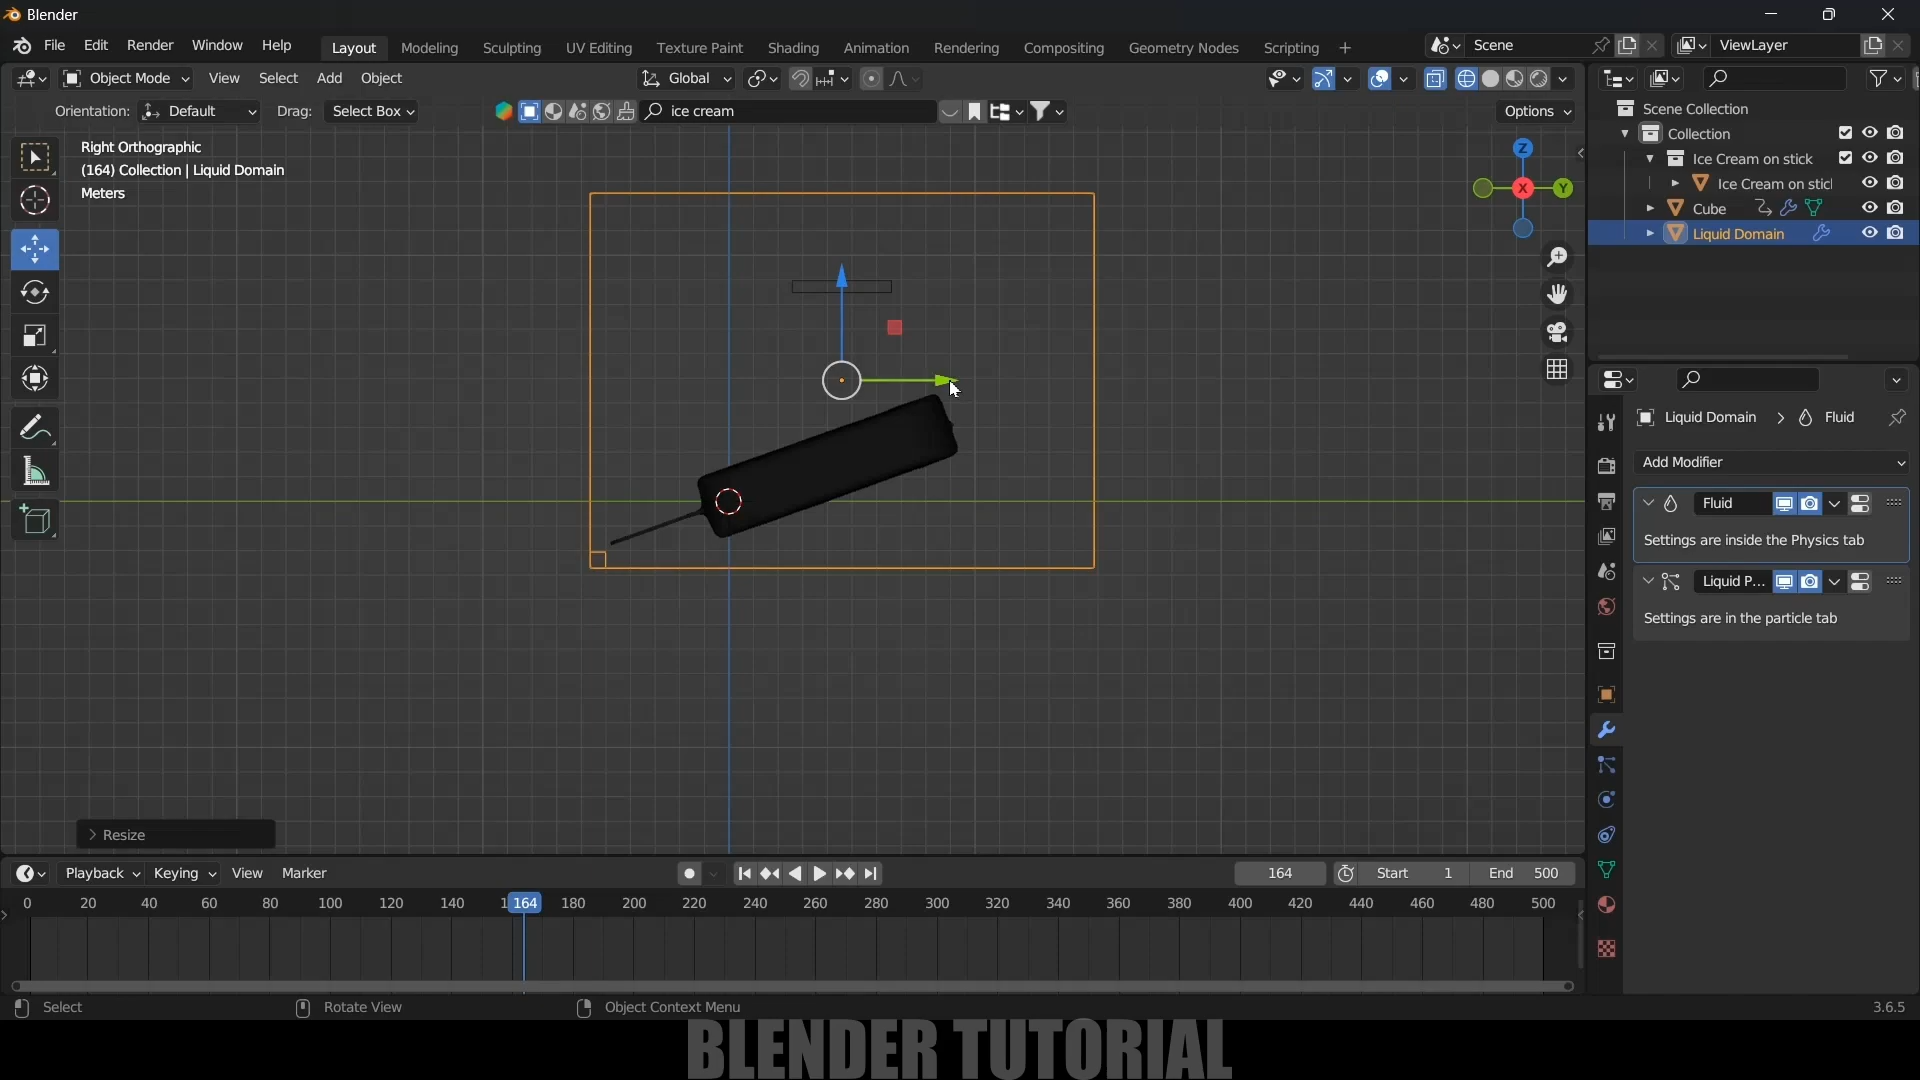 Blender
File Edit Render Window Help Layout Modeling Sculpting UV Editing Texture Paint Shading Animation Rendering Compositing Geometry Nodes Scripting + Scene ViewLayer
Object Mode View Select Add Object Global
Orientation: Default Drag: Select Box ice cream Options
Right Orthographic
(164) Collection | Liquid Domain
Meters
Z
X
Y
Scene Collection
Collection
Ice Cream on stick
Ice Cream on sticl
Cube
Liquid Domain
Liquid Domain > Fluid
Add Modifier
Fluid
Settings are inside the Physics tab
Liquid P...
Settings are in the particle tab
> Resize
Playback Keying View Marker 164 Start 1 End 500
0 20 40 60 80 100 120 140 1 164 180 200 220 240 260 280 300 320 340 360 380 400 420 440 460 480 500
Select Rotate View Object Context Menu 3.6.5
BLENDER TUTORIAL